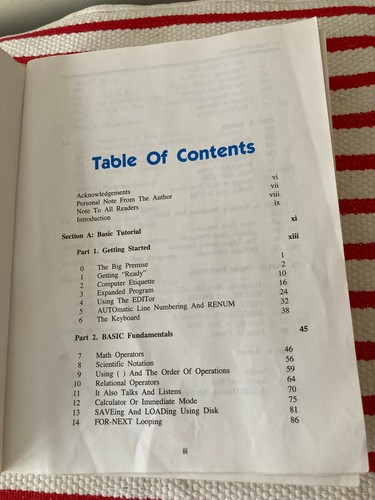 Table Of Contents
Acknowledgements vi
Personal Note From The Author vii
Note To All Readers viii
Introduction ix
Section A: Basic Tutorial xi
Part 1. Getting Started xiii
0 The Big Premise 1
1 Getting "Ready" 2
2 Computer Etiquette 10
3 Expanded Program 16
4 Using The EDITor 24
5 AUTOmatic Line Numbering And RENUM 32
6 The Keyboard 38
Part 2. BASIC Fundamentals 45
7 Math Operators 46
8 Scientific Notation 56
9 Using ( ) And The Order Of Operations 59
10 Relational Operators 64
11 It Also Talks And Listens 70
12 Calculator Or Immediate Mode 75
13 SAVEing And LOADing Using Disk 81
14 FOR-NEXT Looping 86
iii